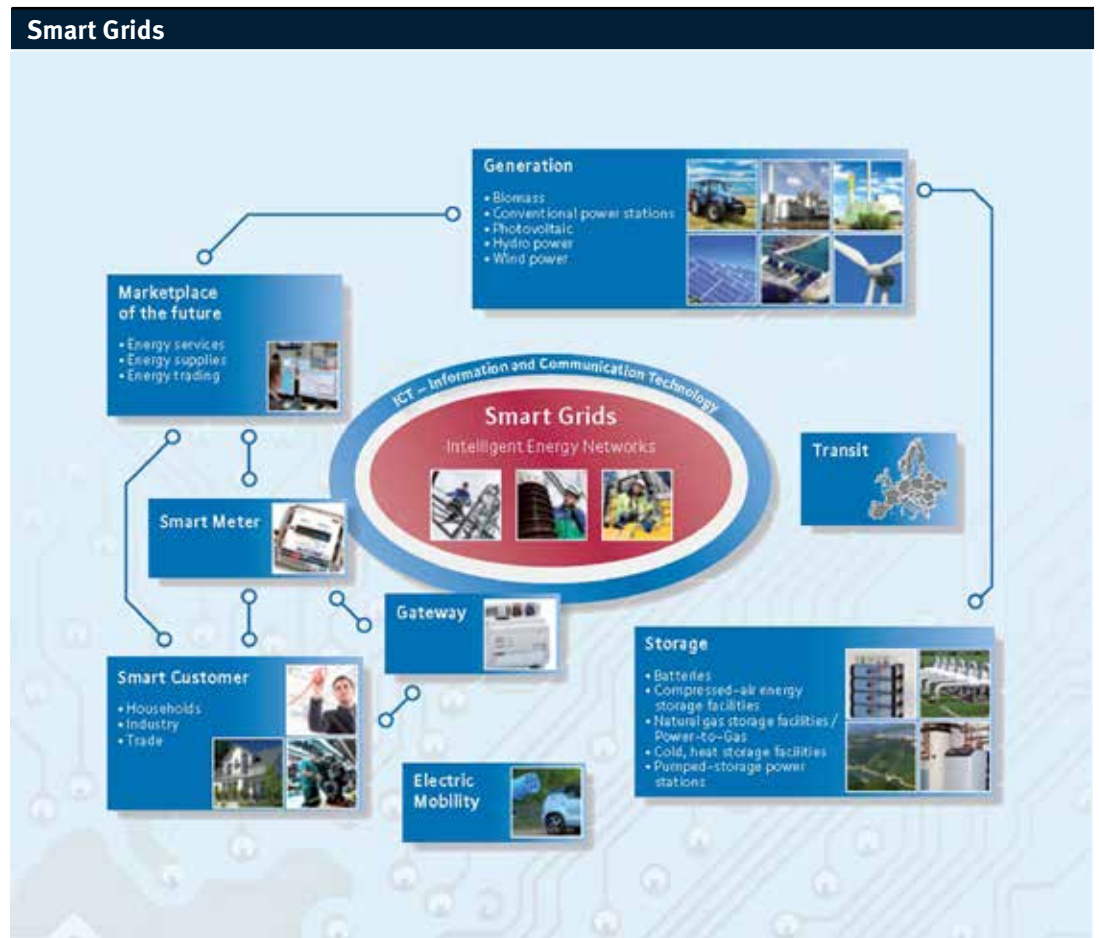 Smart Grids
Generation
• Biomass
• Conventional power stations
• Photovoltaic
• Hydro power
• Wind power
Marketplace
of the future
• Energy services
• Energy supplies
• Energy trading
ICT – Information and Communication Technology
Smart Grids
Intelligent Energy Networks
Transit
Smart Meter
Gateway
Smart Customer
• Households
• Industry
• Trade
Storage
• Batteries
• Compressed-air energy
storage facilities
• Natural gas storage facilities /
Power-to-Gas
• Cold, heat storage facilities
• Pumped-storage power
stations
Electric
Mobility